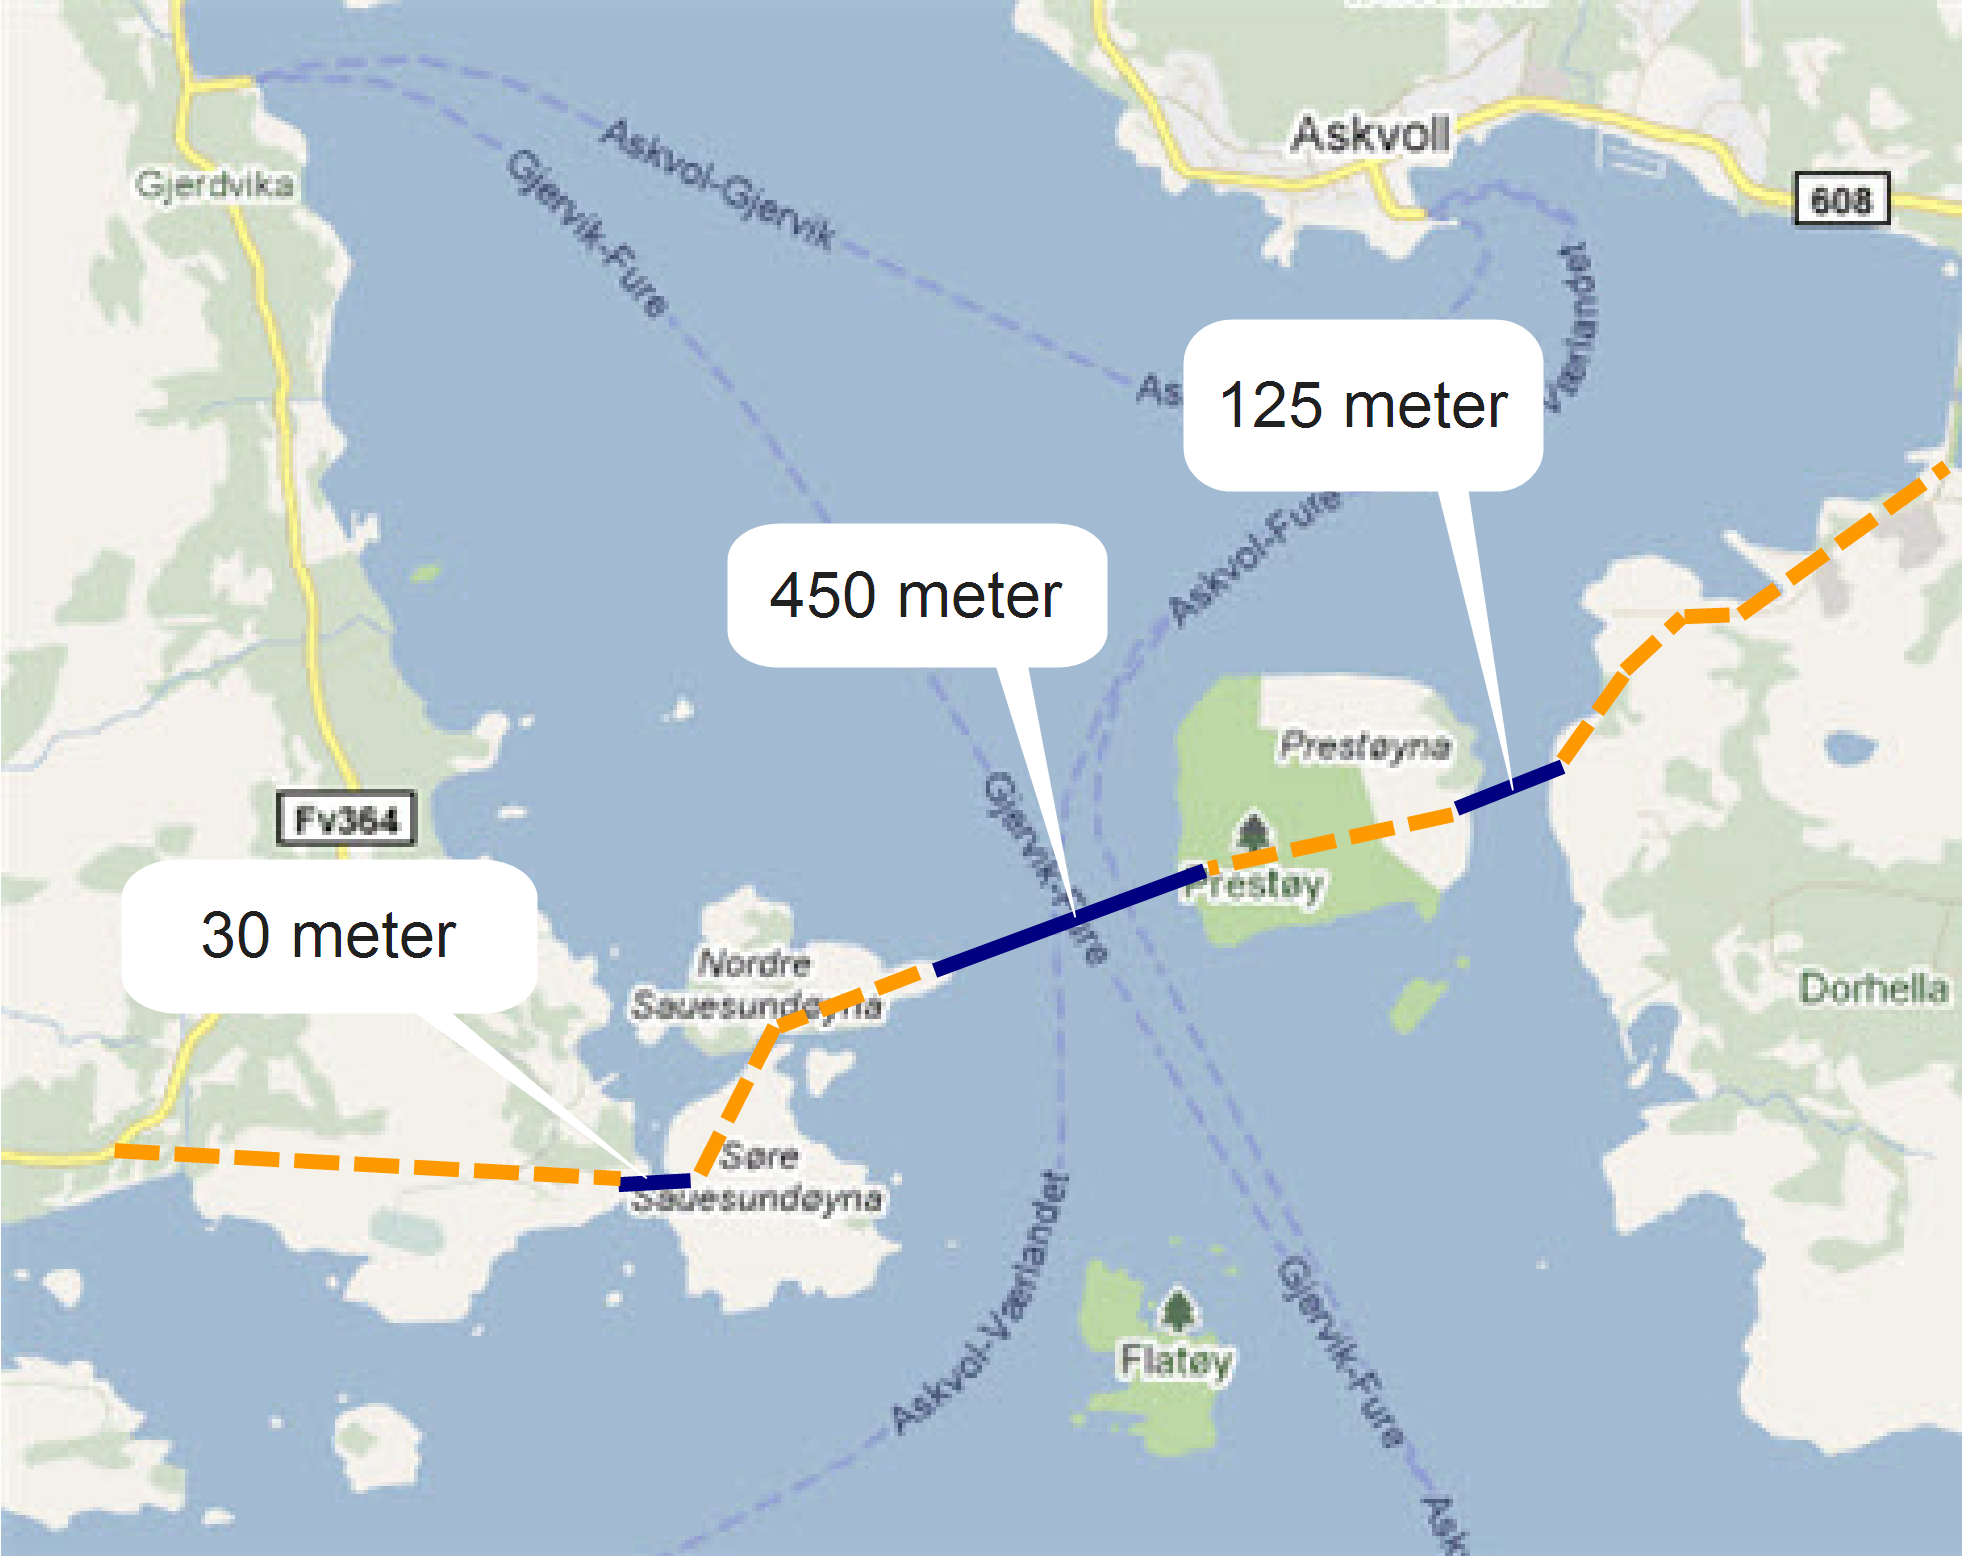 Askvoll
Askvol-Gjervik
Gjerdvika
Gjervik-Fure
608
Værlandet
As
125 meter
Askvol-Fure
450 meter
Prestøyna
Gjervik-Fure
Fv364
Prestøy
30 meter
Nordre
Sauesundøyna
Dorhella
Søre
Sauesundøyna
Askvol-Værlandet
Gjervik-Fure
Flatøy
Ask